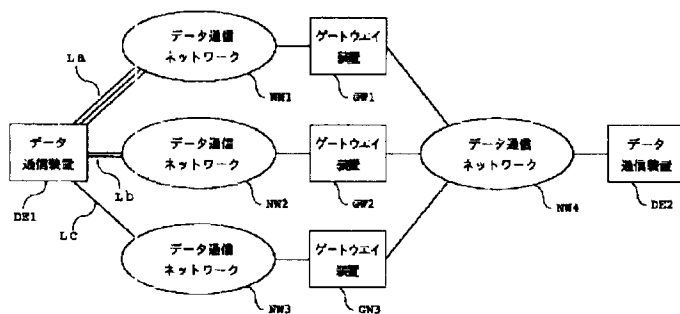 La
データ通信
ネットワーク
NW1
ゲートウエイ
装置
GW1
データ
通信装置
DE1
Lb
データ通信
ネットワーク
NW2
ゲートウエイ
装置
GW2
データ通信
ネットワーク
NW4
データ
通信装置
DE2
Lc
データ通信
ネットワーク
NW3
ゲートウエイ
装置
GW3